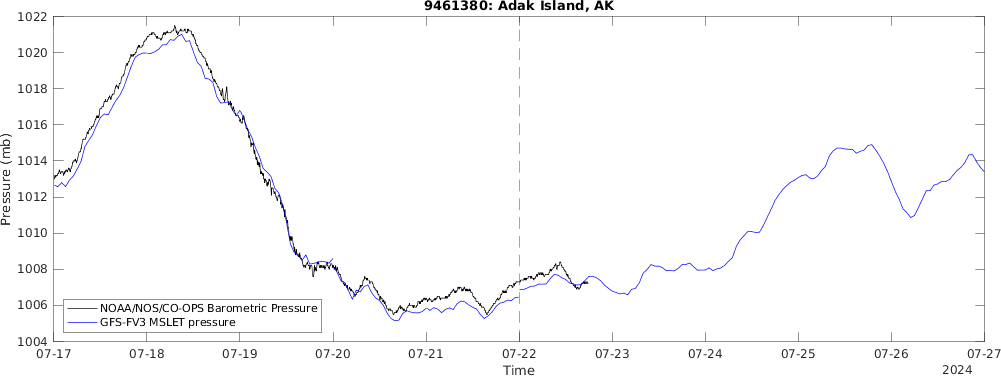 9461380: Adak Island, AK
Pressure (mb)
1022
1020
1018
1016
1014
1012
1010
1008
1006
1004
NOAA/NOS/CO-OPS Barometric Pressure
GFS-FV3 MSLET pressure
07-17 07-18 07-19 07-20 07-21 07-22 07-23 07-24 07-25 07-26 07-27
Time
2024